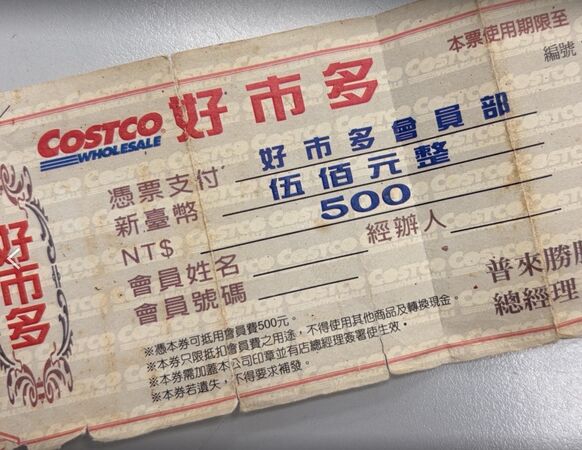 本票使用期限至
編號
COSTCO
WHOLESALE
好市多
憑票支付 好市多會員部
新臺幣 伍佰元整
NT$ 500
會員姓名 經辦人
會員號碼
普來勝
總經理
※憑本券可抵用會員費500元。
※本券只限抵扣會員費之用途,不得使用其他商品及轉換現金。
※本券需加蓋本公司印章並有店總經理簽署使生效。
※本券若遺失,不得要求補發。
好市多